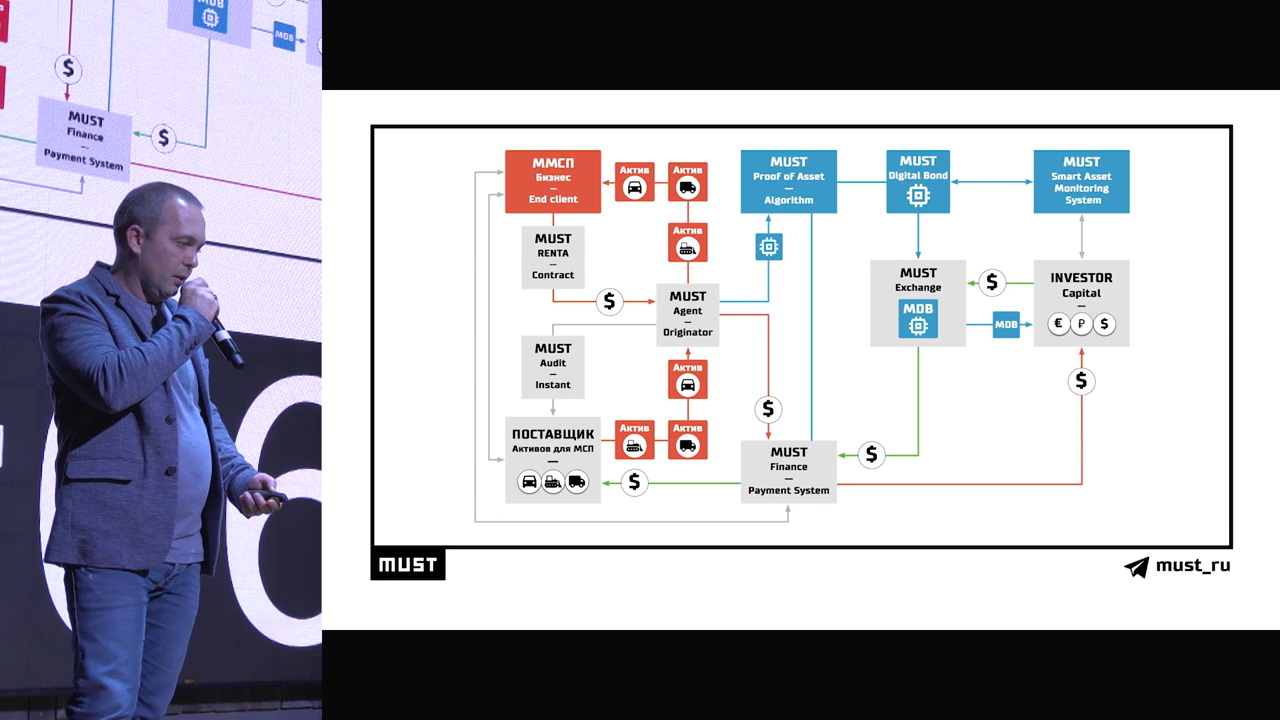 MDB
MDB
$
MUST
Finance
—
Payment System
$
ММСП
Бизнес
—
End client
Актив
Актив
MUST
Proof of Asset
—
Algorithm
MUST
Digital Bond
MUST
Smart Asset
Monitoring
System
MUST
RENTA
—
Contract
Актив
$
MUST
Agent
—
Originator
MUST
Exchange
MDB
$
INVESTOR
Capital
—
€ ₽ $
MDB
MUST
Audit
—
Instant
Актив
$
$
ПОСТАВЩИК
Активов для МСП
—
Актив
Актив
$
MUST
Finance
—
Payment System
$
MUST
must_ru